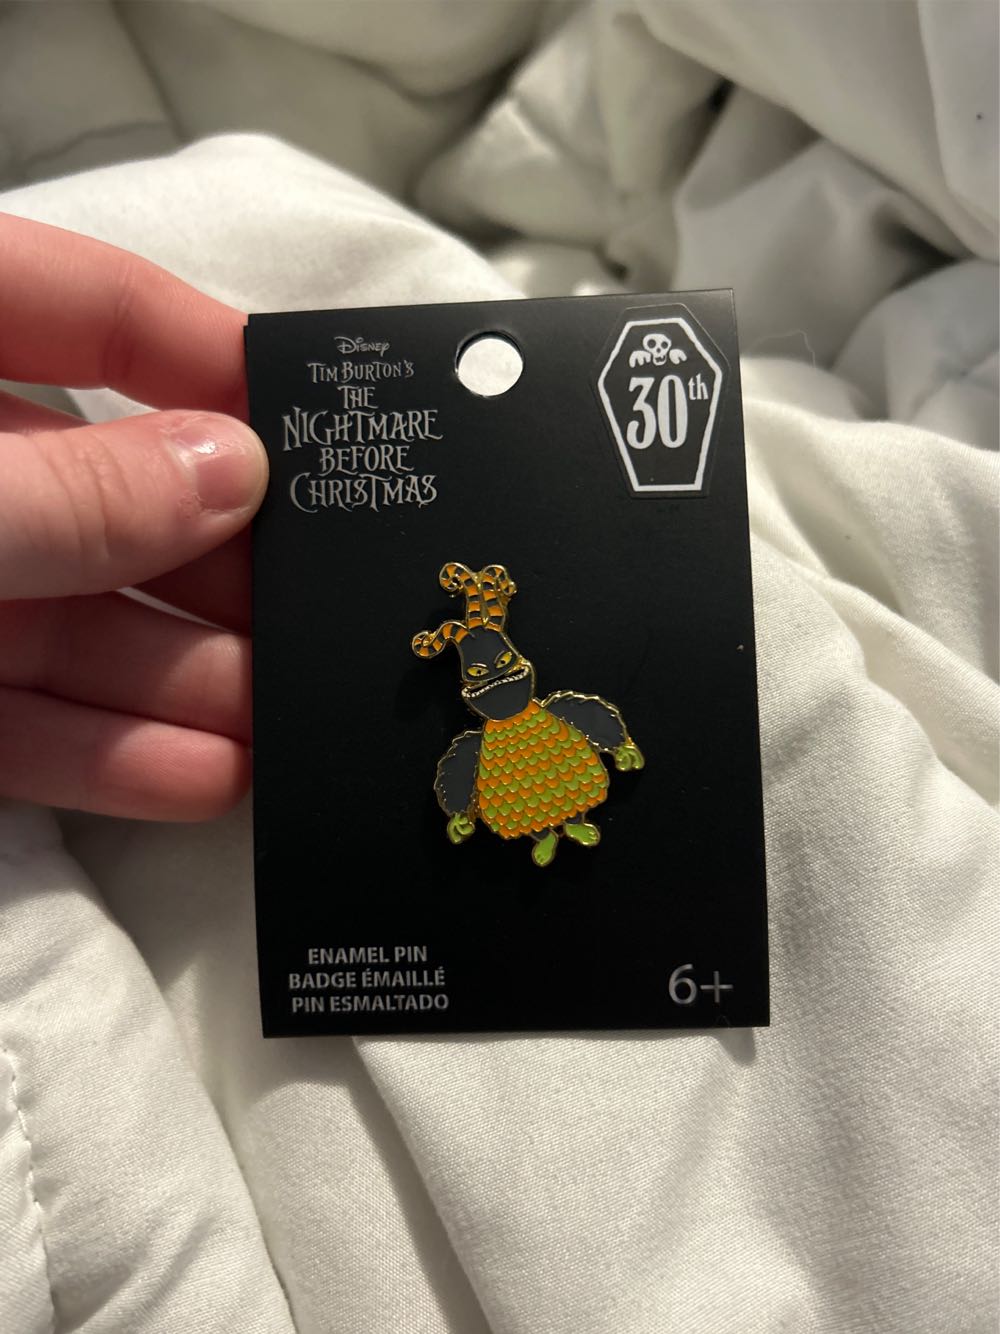 Disney
Tim Burton's
The
Nightmare
Before
Christmas
30th
ENAMEL PIN
BADGE ÉMAILLÉ
PIN ESMALTADO
6+